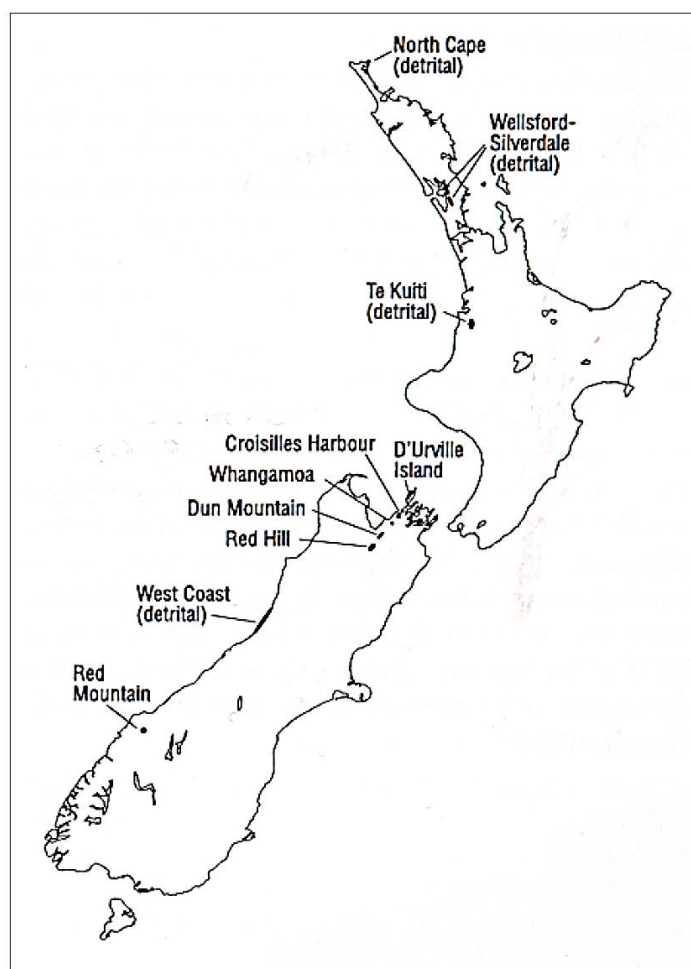 North Cape
(detrital)
Wellsford-
Silverdale
(detrital)
Te Kuiti
(detrital)
Croisilles Harbour
D'Urville
Island
Whangamoa
Dun Mountain
Red Hill
West Coast
(detrital)
Red
Mountain